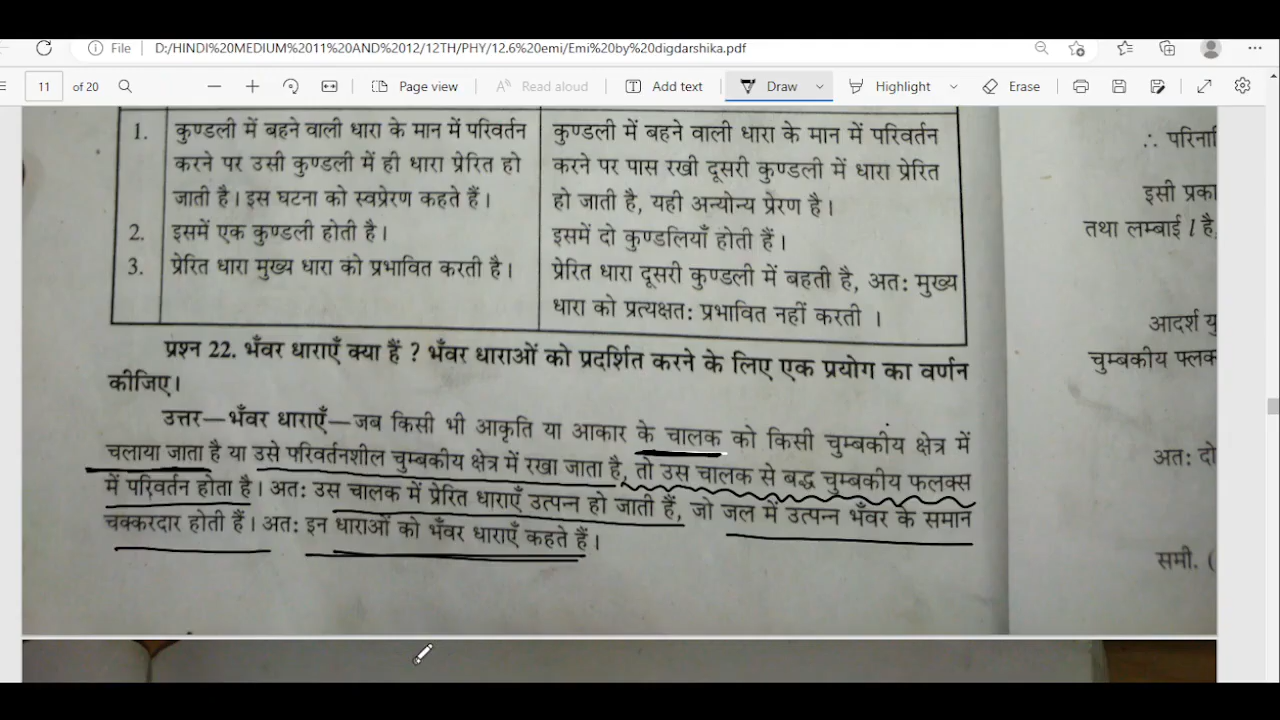 File D:/HINDI%20MEDIUM%2011%20AND%2012/12TH/PHY/12.6%20emi/Emi%20by%20digdarshika.pdf
11 of 20 Page view Read aloud Add text Draw Highlight Erase
1. कुण्डली में बहने वाली धारा के मान में परिवर्तन
करने पर उसी कुण्डली में ही धारा प्रेरित हो
जाती है। इस घटना को स्वप्रेरण कहते हैं।
2. इसमें एक कुण्डली होती है।
3. प्रेरित धारा मुख्य धारा को प्रभावित करती है।
कुण्डली में बहने वाली धारा के मान में परिवर्तन
करने पर पास रखी दूसरी कुण्डली में धारा प्रेरित
हो जाती है, यही अन्योन्य प्रेरण है।
इसमें दो कुण्डलियाँ होती हैं।
प्रेरित धारा दूसरी कुण्डली में बहती है, अत: मुख्य
धारा को प्रत्यक्षत: प्रभावित नहीं करती ।
प्रश्न 22. भँवर धाराएँ क्या हैं ? भँवर धाराओं को प्रदर्शित करने के लिए एक प्रयोग का वर्णन
कीजिए।
उत्तर—भँवर धाराएँ—जब किसी भी आकृति या आकार के चालक को किसी चुम्बकीय क्षेत्र में
चलाया जाता है या उसे परिवर्तनशील चुम्बकीय क्षेत्र में रखा जाता है, तो उस चालक से बद्ध चुम्बकीय फलक्स
में परिवर्तन होता है। अत: उस चालक में प्रेरित धाराएँ उत्पन्न हो जाती हैं, जो जल में उत्पन्न भँवर के समान
चक्करदार होती हैं। अत: इन धाराओं को भँवर धाराएँ कहते हैं।
∴ परिनालि
इसी प्रका
तथा लम्बाई l है,
आदर्श यु
चुम्बकीय फ्लक्
अत: दो
समी. (